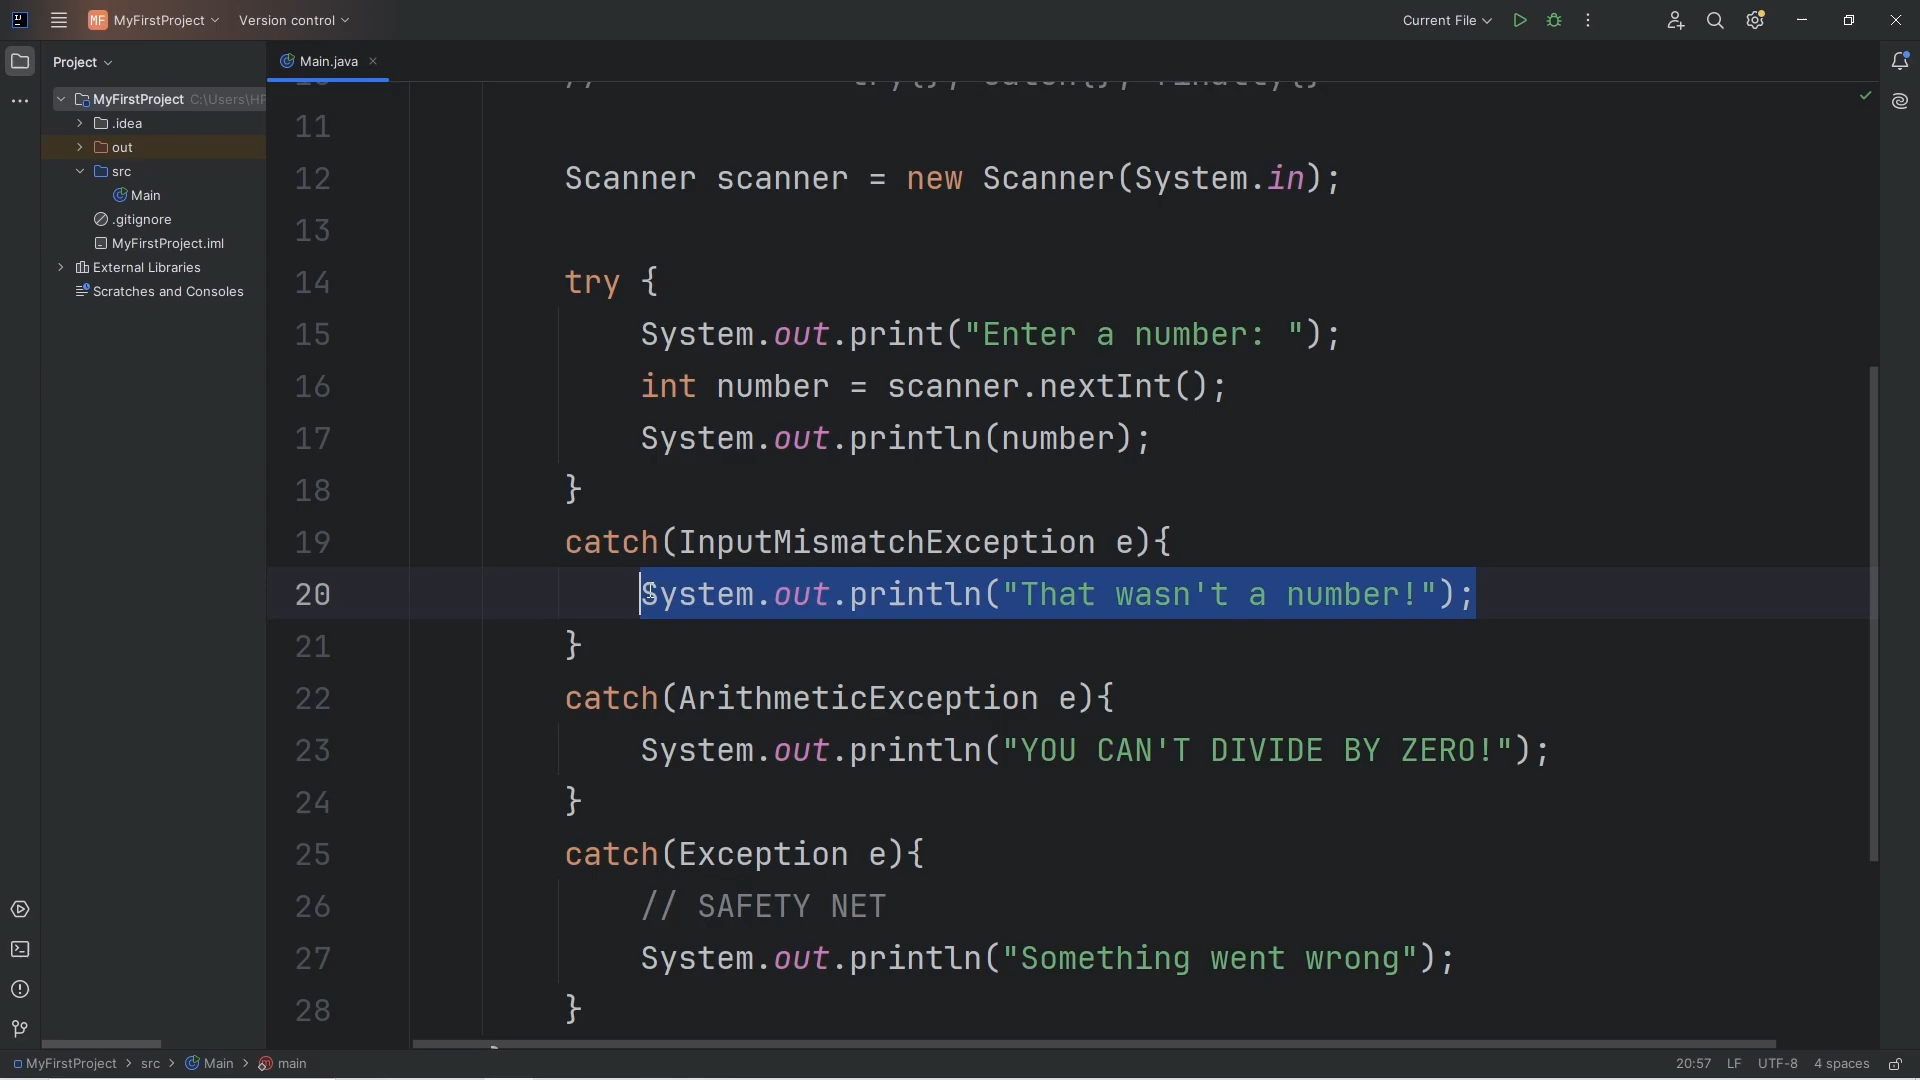 MF MyFirstProject Version control Current File
Project
Main.java
MyFirstProject C:\Users\HP
.idea
out
src
Main
.gitignore
MyFirstProject.iml
External Libraries
Scratches and Consoles
11
12 Scanner scanner = new Scanner(System.in);
13
14 try {
15 System.out.print("Enter a number: ");
16 int number = scanner.nextInt();
17 System.out.println(number);
18 }
19 catch(InputMismatchException e){
20 System.out.println("That wasn't a number!");
21 }
22 catch(ArithmeticException e){
23 System.out.println("YOU CAN'T DIVIDE BY ZERO!");
24 }
25 catch(Exception e){
26 // SAFETY NET
27 System.out.println("Something went wrong");
28 }
MyFirstProject > src > Main > main 20:57 LF UTF-8 4 spaces